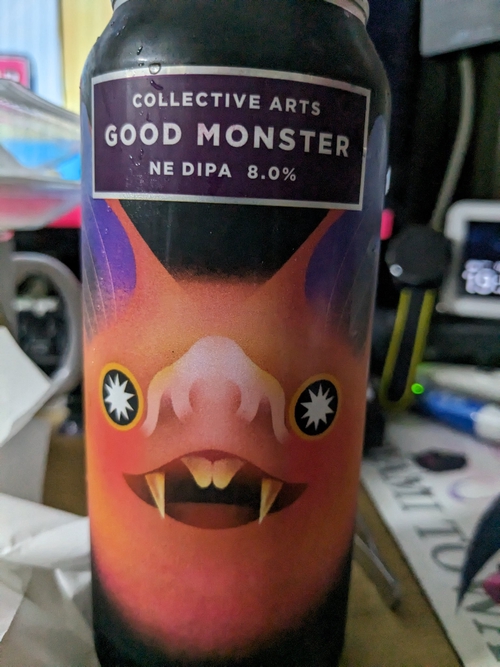 COLLECTIVE ARTS
GOOD MONSTER
NE DIPA 8.0%